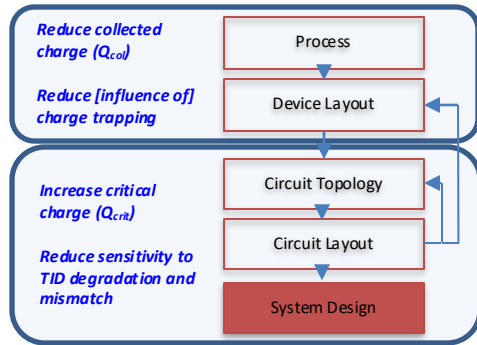 Reduce collected
charge (Qcol)
Process
Reduce [influence of]
charge trapping
Device Layout
Increase critical
charge (Qcrit)
Circuit Topology
Reduce sensitivity to
TID degradation and
mismatch
Circuit Layout
System Design